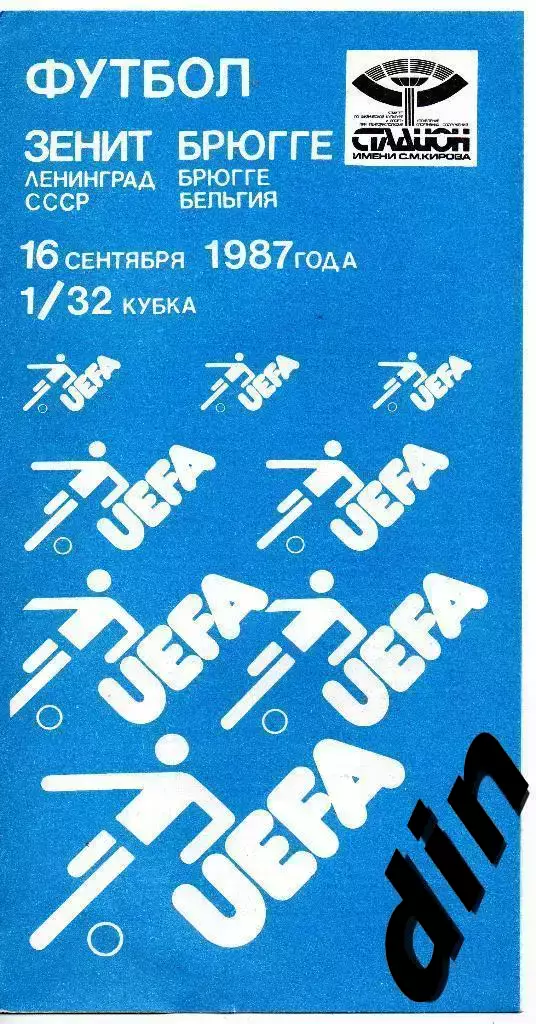 ФУТБОЛ
ЗЕНИТ БРЮГГЕ
ЛЕНИНГРАД БРЮГГЕ
СССР БЕЛЬГИЯ
СТАДИОН
ИМЕНИ С.М.КИРОВА
16 СЕНТЯБРЯ 1987 ГОДА
1/32 КУБКА
UEFA UEFA UEFA
UEFA UEFA
UEFA UEFA
UEFA
din